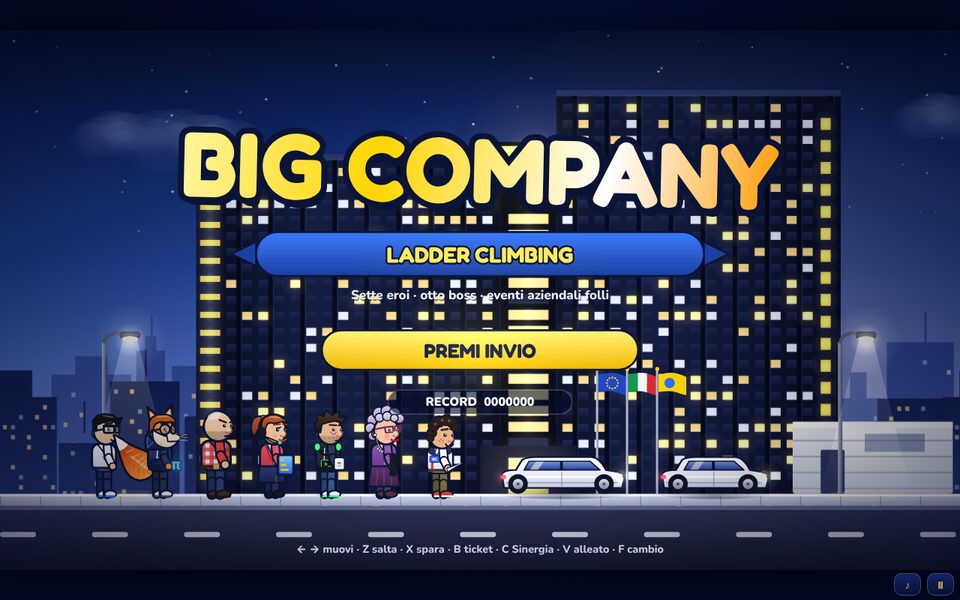 BIG COMPANY
LADDER CLIMBING
Sette eroi · otto boss · eventi aziendali folli
PREMI INVIO
RECORD 0000000
← → muovi · Z salta · X spara · B ticket · C Sinergia · V alleato · F cambio